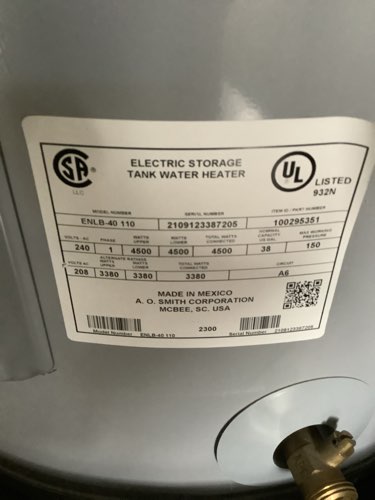 SA
LLC
ELECTRIC STORAGE
TANK WATER HEATER
UL
LISTED
932N
MODEL NUMBER SERIAL NUMBER ITEM ID / PART NUMBER
ENLB-40 110 2109123387205 100295351
VOLTS - AC PHASE WATTS UPPER WATTS LOWER TOTAL WATTS CONNECTED NOMINAL CAPACITY US GAL MAX WORKING PRESSURE
240 1 4500 4500 4500 38 150
VOLTS AC ALTERNATE RATINGS WATTS UPPER WATTS LOWER TOTAL WATTS CONNECTED CIRCUIT
208 3380 3380 3380 A6
MADE IN MEXICO
A. O. SMITH CORPORATION
MCBEE, SC. USA
2300
Model Number ENLB-40 110 Serial Number 2109123387205